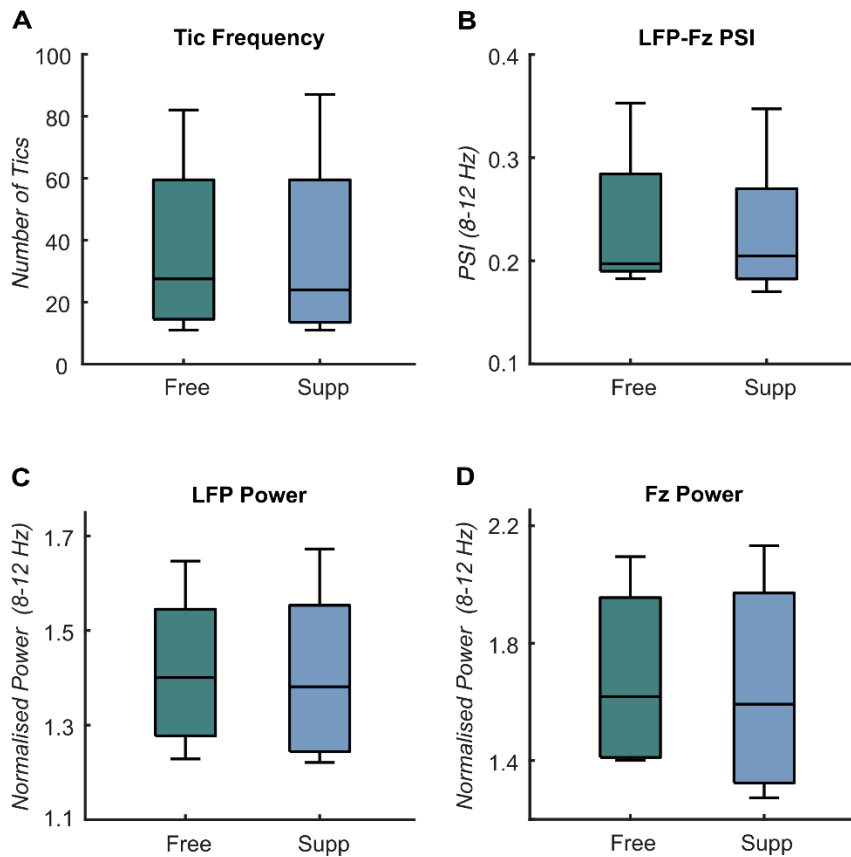 A
Tic Frequency
Number of Tics
100
80
60
40
20
0
Free Supp
B
LFP-Fz PSI
PSI (8-12 Hz)
0.4
0.3
0.2
0.1
Free Supp
C
LFP Power
Normalised Power (8-12 Hz)
1.7
1.5
1.3
1.1
Free Supp
D
Fz Power
Normalised Power (8-12 Hz)
2.2
1.8
1.4
Free Supp